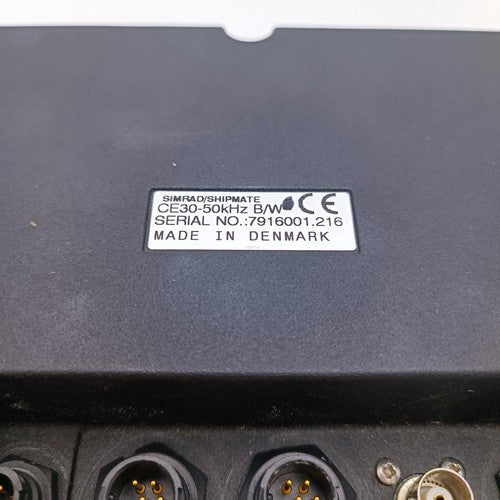 SIMRAD/SHIPMATE
CE30-50kHz B/W CE
SERIAL NO.:7916001.216
MADE IN DENMARK